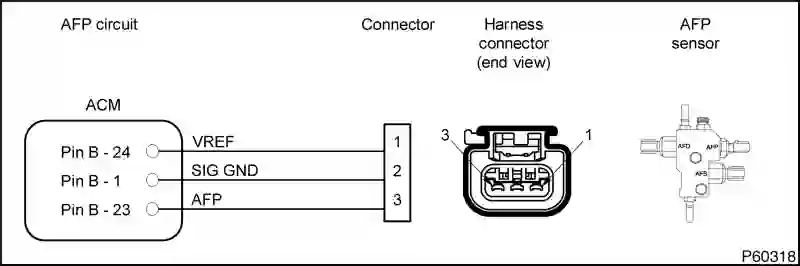 AFP circuit
Connector
Harness
connector
(end view)
AFP
sensor
ACM
Pin B - 24
VREF
1
Pin B - 1
SIG GND
2
Pin B - 23
AFP
3
3
1
AFD
AFP
AFS
P60318